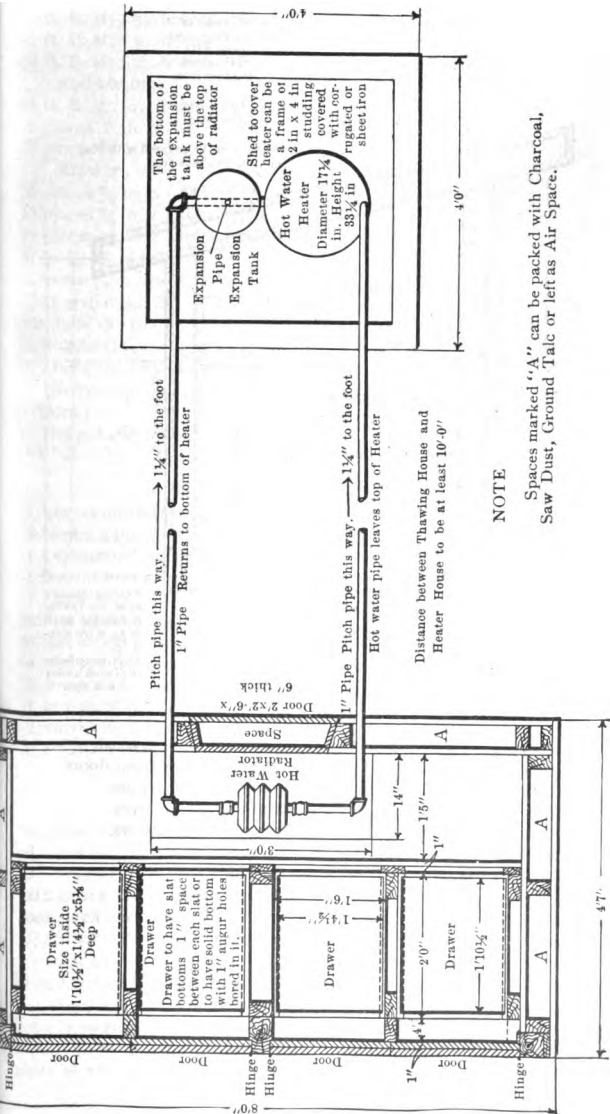 4'0"
The bottom of
the expansion
tank must be
above the top
of radiator
Shed to cover
heater can be
a frame of
2 in x 4 in
studding
covered
with cor-
rugated or
sheet iron
Expansion
Pipe
Expansion
Tank
Hot Water
Heater
Diameter 17¼
in. Height
33¼ in
4'0"
Pitch pipe this way. 1¼" to the foot
1" Pipe Returns to bottom of heater
1" Pipe Pitch pipe this way. 1¼" to the foot
Hot water pipe leaves top of Heater
Distance between Thawing House and
Heater House to be at least 10'-0"
NOTE
Spaces marked "A" can be packed with Charcoal,
Saw Dust, Ground Talc or left as Air Space.
Door 2'x2'-6"x
6" thick
Space
Hot Water
Radiator
A
A
A
A
A
A
14"
3'0"
1'5"
1"
Drawer
Size inside
1'10½"x1'4½"x5¼"
Deep
Drawer
Drawer to have slat
bottoms 1" space
between each slat or
to have solid bottom
with 1" augur holes
bored in it.
Drawer
1'6"
1'4½"
Drawer
2'0"
1'10½"
4"
1"
Door
Door
Door
Door
Hinge
Hinge
Hinge
Hinge
8'0"
4'7"